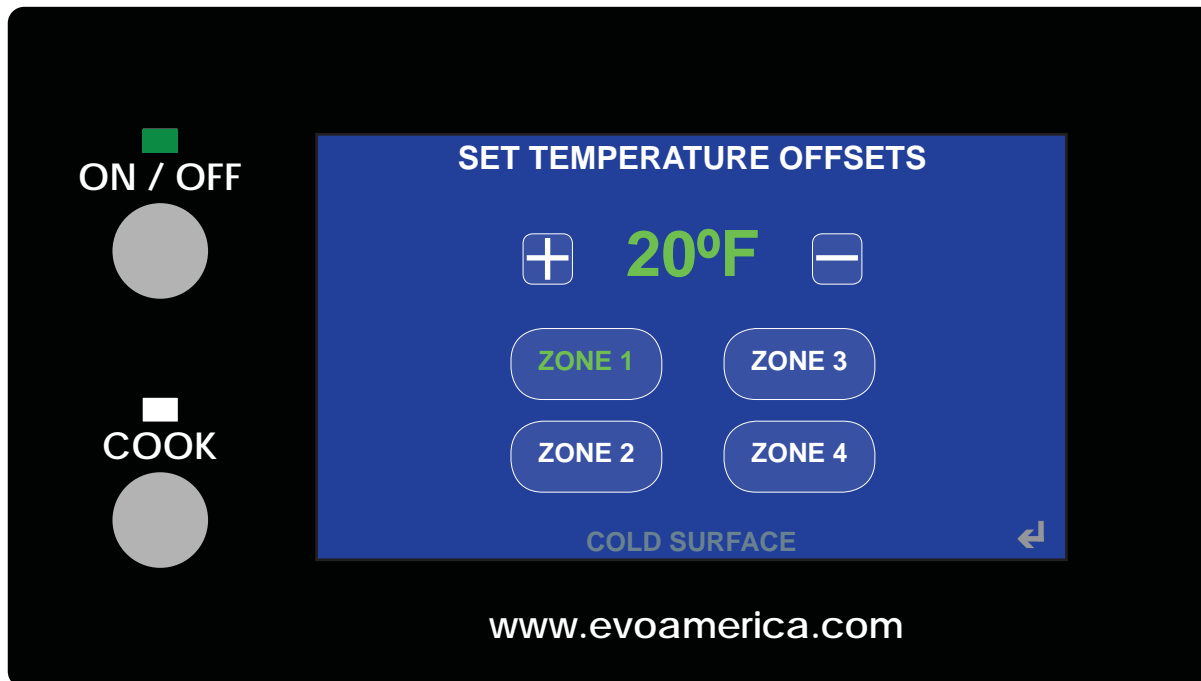 ON / OFF
COOK
SET TEMPERATURE OFFSETS
20ºF
ZONE 1
ZONE 3
ZONE 2
ZONE 4
COLD SURFACE
www.evoamerica.com